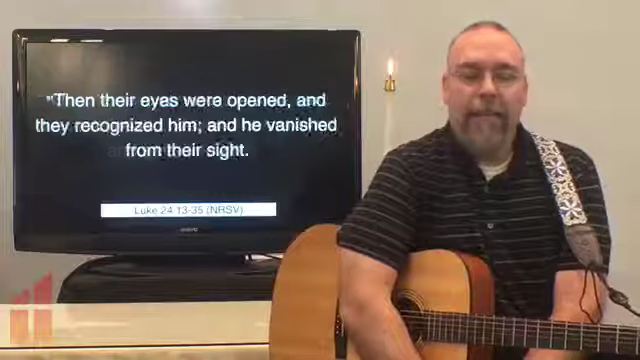 "Then their eyes were opened, and
they recognized him; and he vanished
from their sight.
Luke 24:13-35 (NRSV)